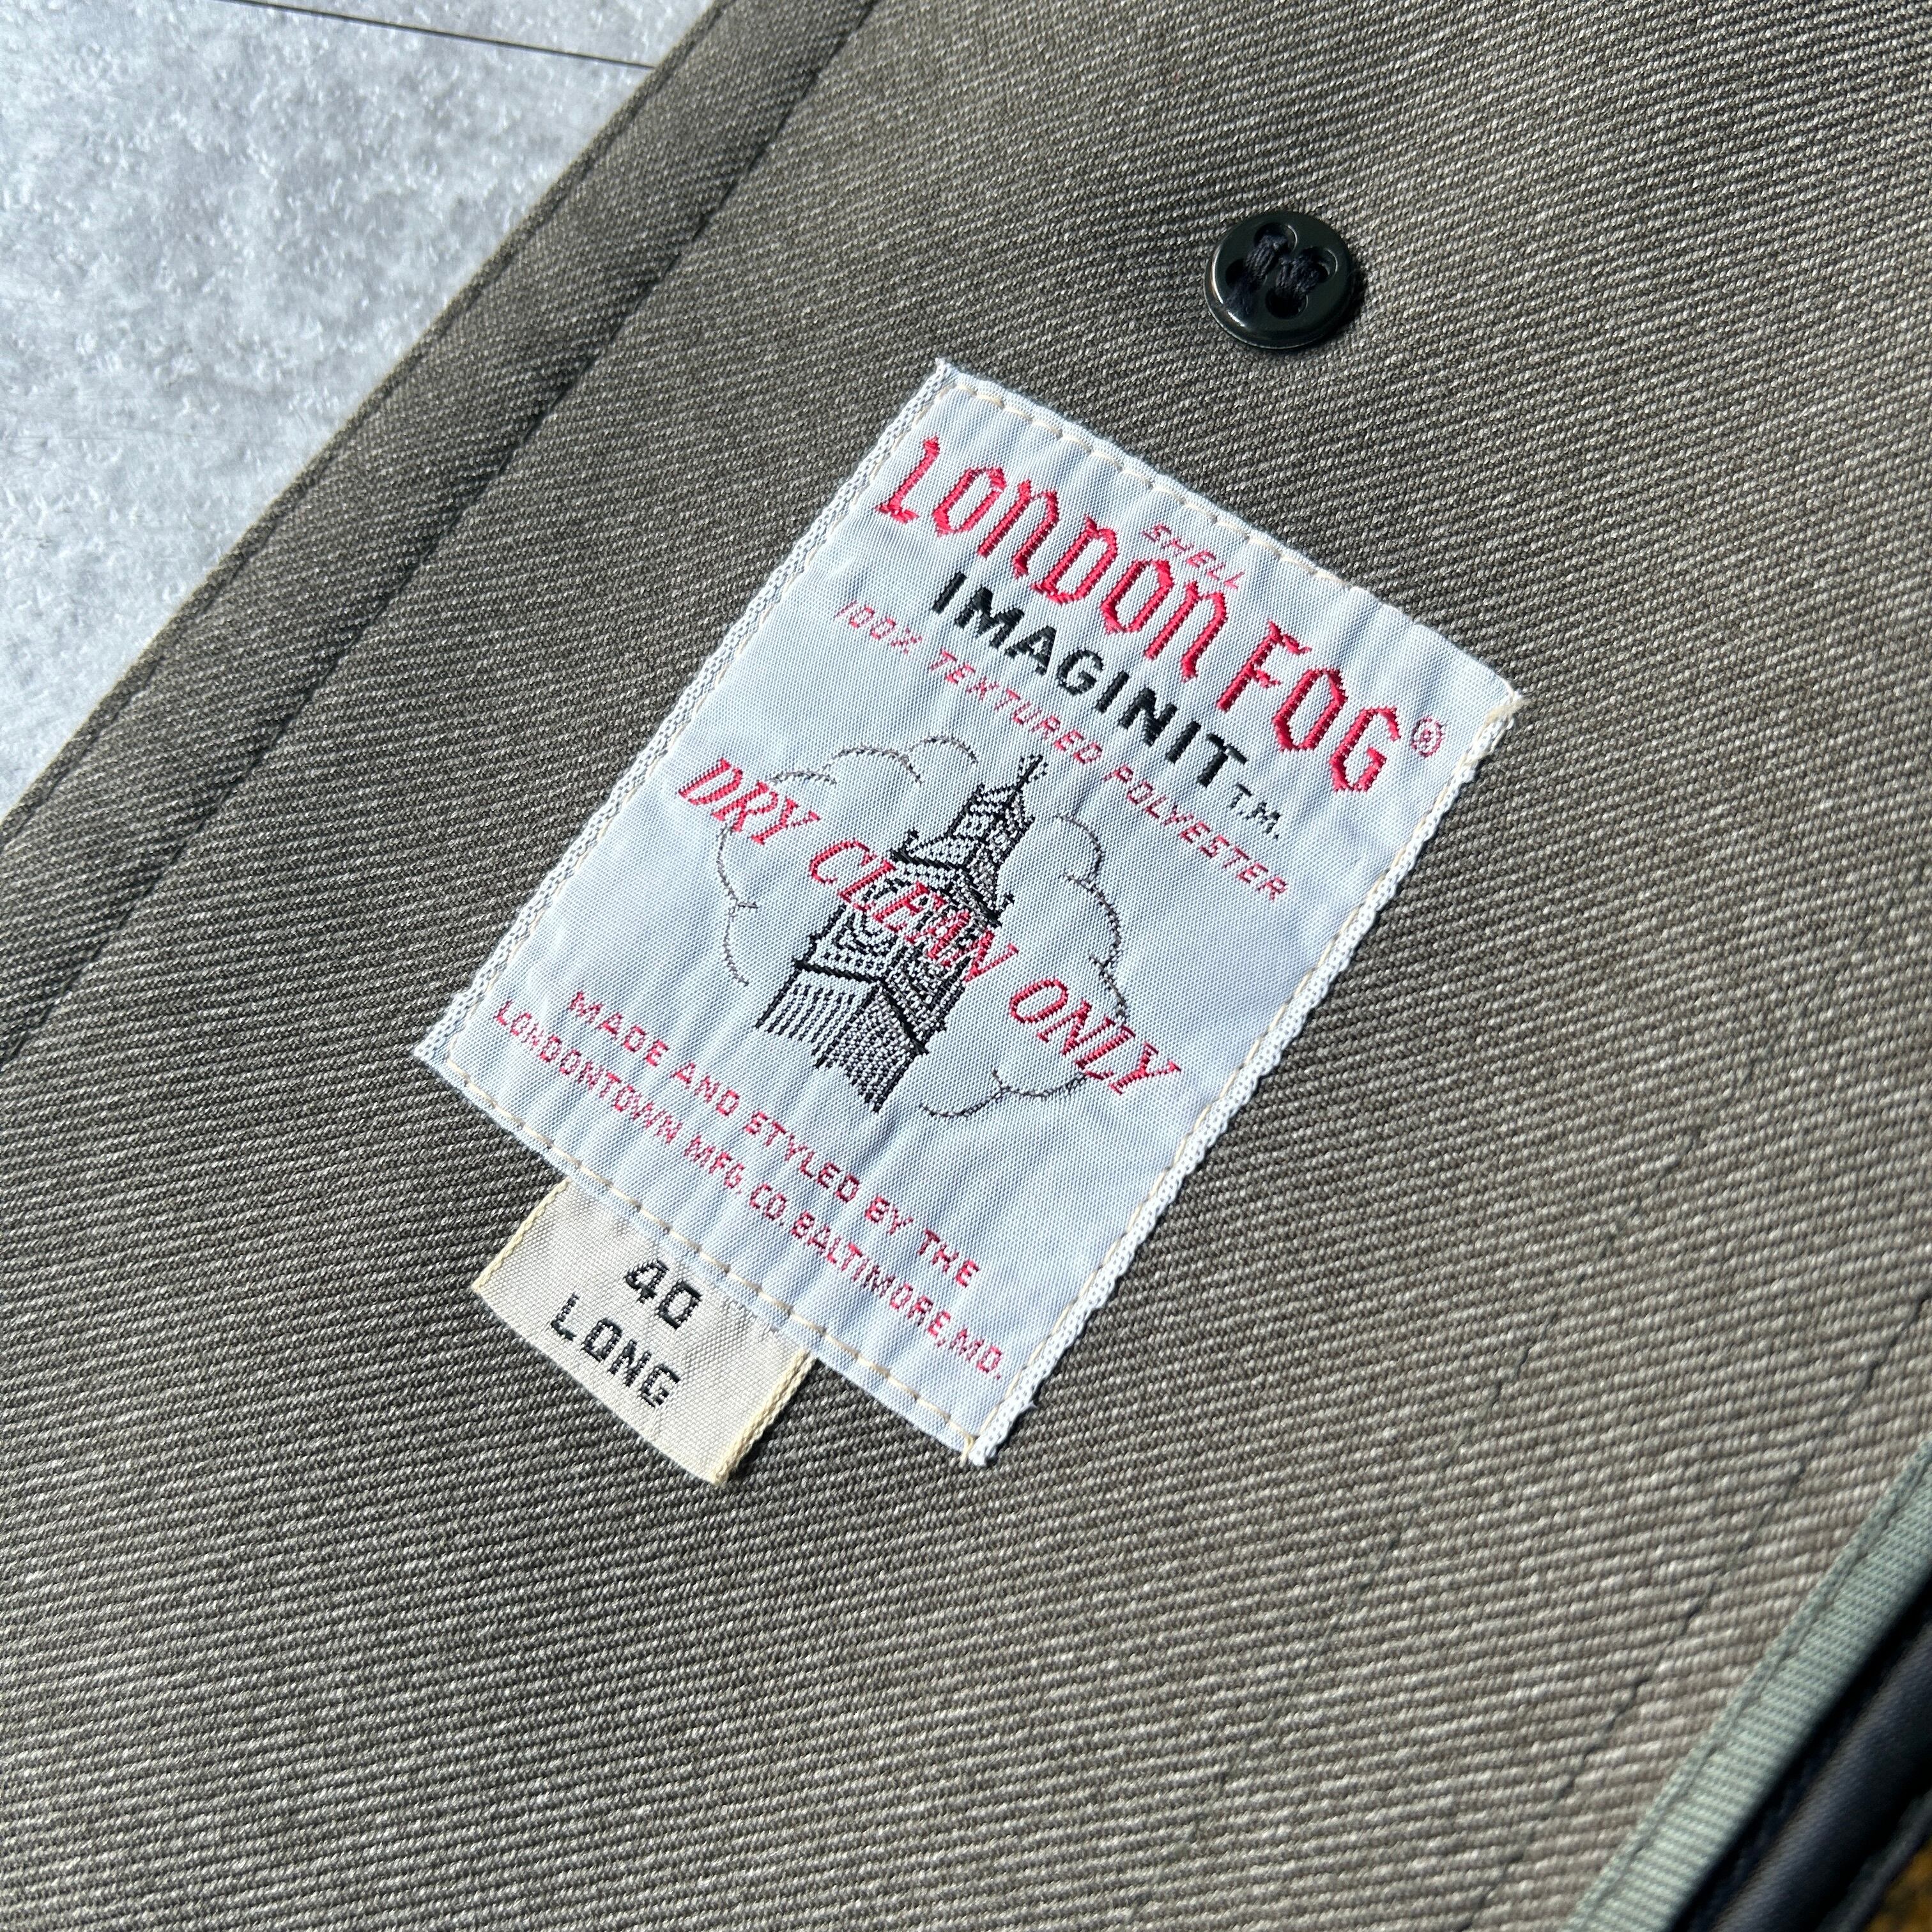 LONDON FOG®
SHELL
IMAGINIT T.M.
100% TEXTURED POLYESTER
DRY CLEAN ONLY
MADE AND STYLED BY THE
LONDONTOWN MFG. CO. BALTIMORE, MD.
40
LONG